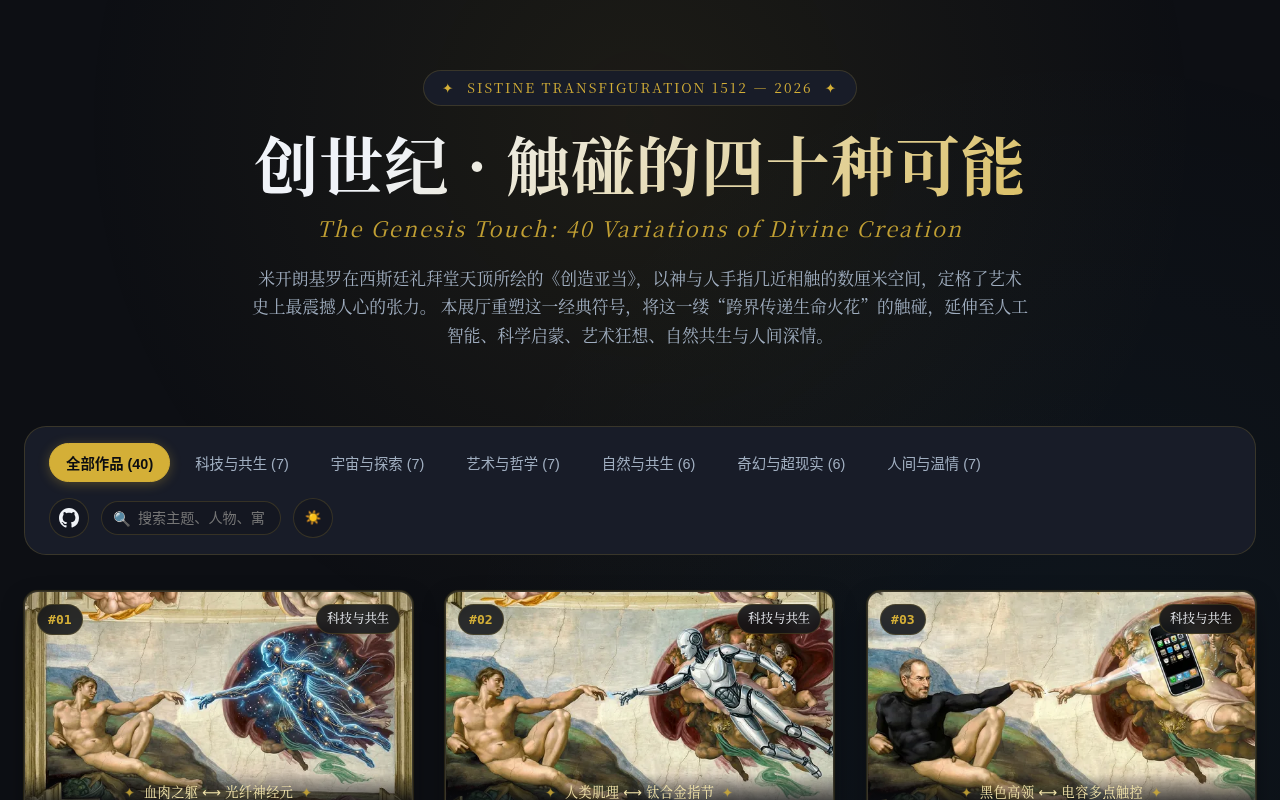 ✦ SISTINE TRANSFIGURATION 1512 — 2026 ✦
创世纪 · 触碰的四十种可能
The Genesis Touch: 40 Variations of Divine Creation
米开朗基罗在西斯廷礼拜堂天顶所绘的《创造亚当》，以神与人手指几近相触的数厘米空间，定格了艺术
史上最震撼人心的张力。 本展厅重塑这一经典符号，将这一缕“跨界传递生命火花”的触碰，延伸至人工
智能、科学启蒙、艺术狂想、自然共生与人间深情。
全部作品 (40) 科技与共生 (7) 宇宙与探索 (7) 艺术与哲学 (7) 自然与共生 (6) 奇幻与超现实 (6) 人间与温情 (7)
🔍 搜索主题、人物、寓
#01 科技与共生 #02 科技与共生 #03 科技与共生
✦ 血肉之躯 ⟷ 光纤神经元 ✦ ✦ 人类肌理 ⟷ 钛合金指节 ✦ ✦ 黑色高领 ⟷ 电容多点触控 ✦